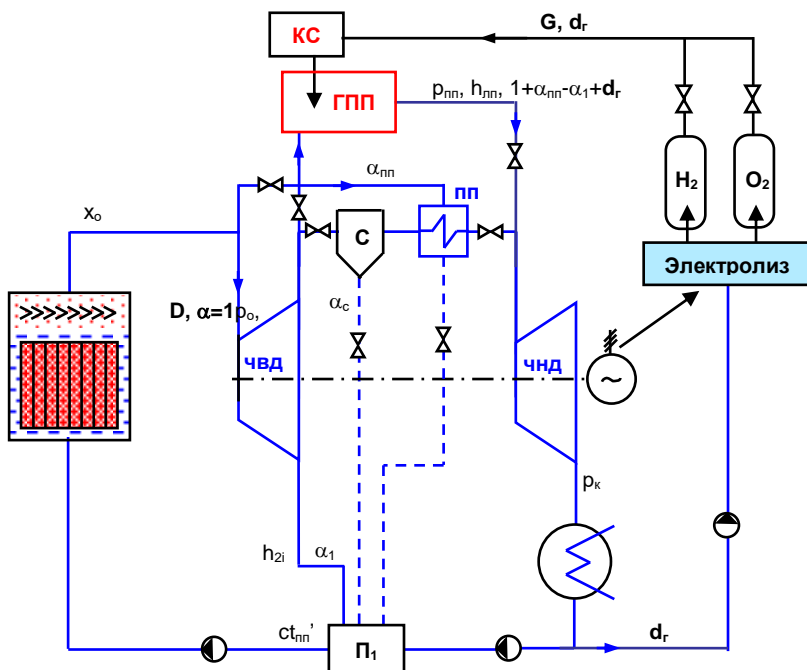 КС
G, dг
ГПП
pпп, hлп, 1+αпп-α1+dг
αпп
пп
H2
O2
xо
С
Электролиз
D, α=1pо,
αс
чвд
чнд
~
pк
h2i
α1
ctпп’
П1
dг